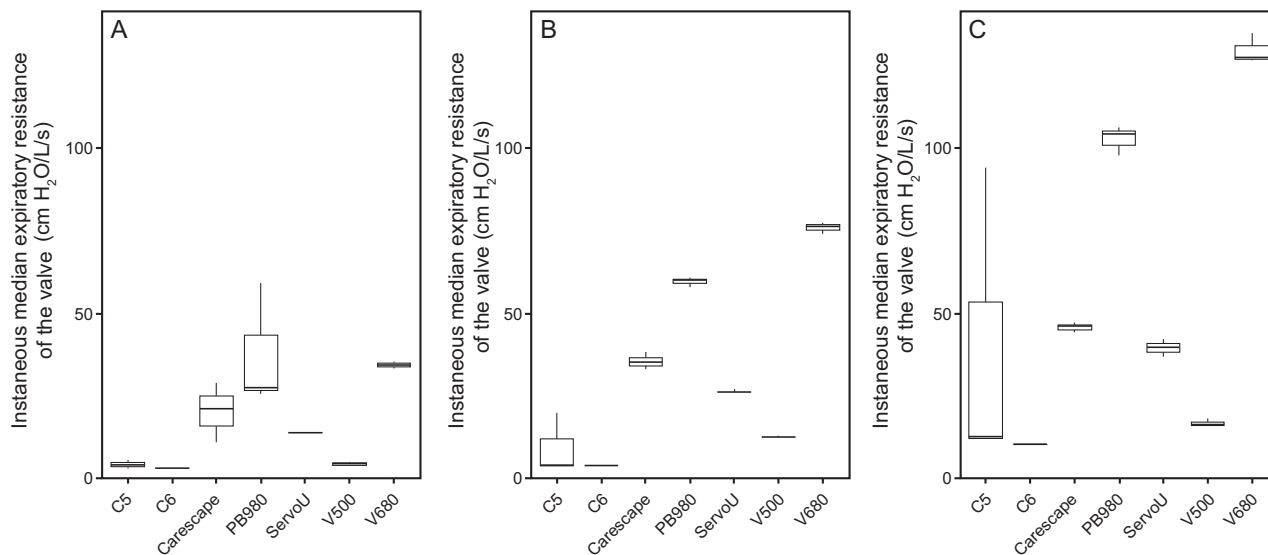 A
Instaneous median expiratory resistance
of the valve (cm H₂O/L/s)
100
50
0
C5
C6
Carescape
PB980
ServoU
V500
V680
B
Instaneous median expiratory resistance
of the valve (cm H₂O/L/s)
100
50
0
C5
C6
Carescape
PB980
ServoU
V500
V680
C
Instaneous median expiratory resistance
of the valve (cm H₂O/L/s)
100
50
0
C5
C6
Carescape
PB980
ServoU
V500
V680